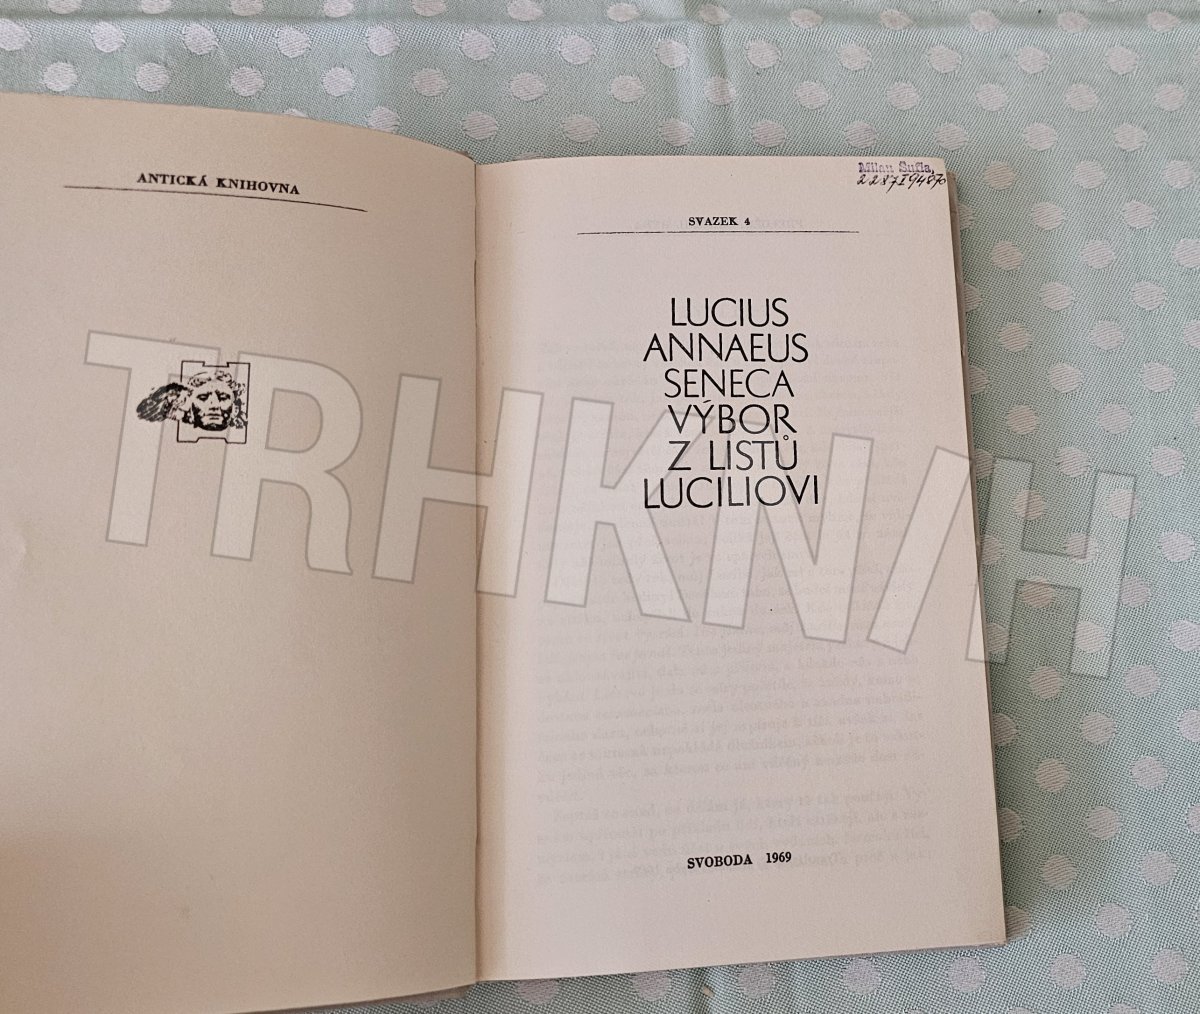 ANTICKÁ KNIHOVNA
Milan Šufla,
SVAZEK 4
LUCIUS
ANNAEUS
SENECA
VÝBOR
Z LISTŮ
LUCILIOVI
SVOBODA 1969
TRHKNIH